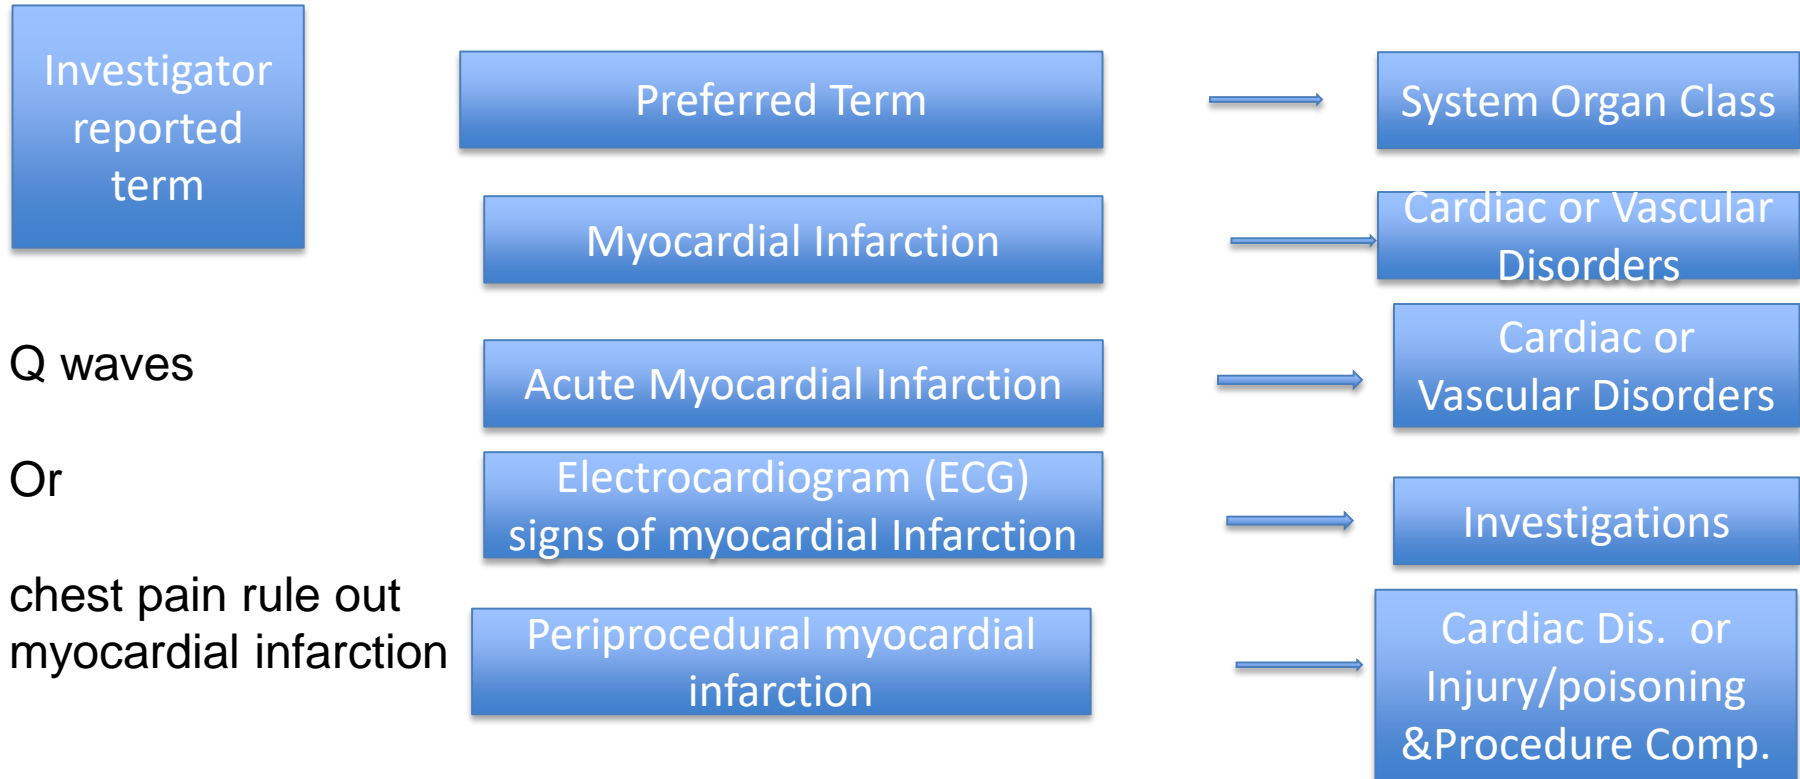 Investigator
reported
term
Preferred Term
System Organ Class
Myocardial Infarction
Cardiac or Vascular
Disorders
Q waves
Acute Myocardial Infarction
Cardiac or
Vascular Disorders
Or
Electrocardiogram (ECG)
signs of myocardial Infarction
Investigations
chest pain rule out
myocardial infarction
Periprocedural myocardial
infarction
Cardiac Dis. or
Injury/poisoning
&Procedure Comp.